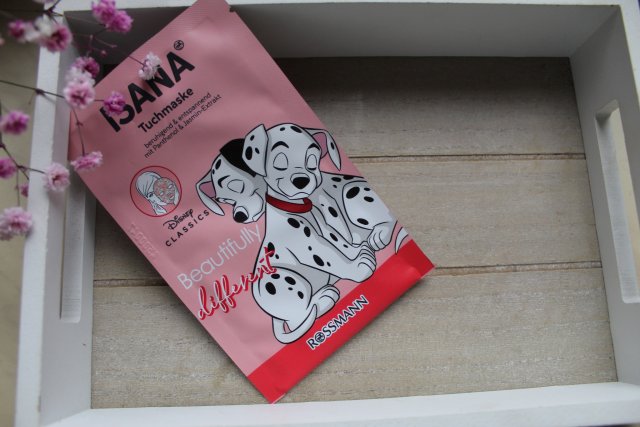 ISANA
Tuchmaske
beruhigend & entspannend
mit Panthenol & Jasmin-Extrakt
DISNEY
CLASSICS
Beautifully
different
ROSSMANN